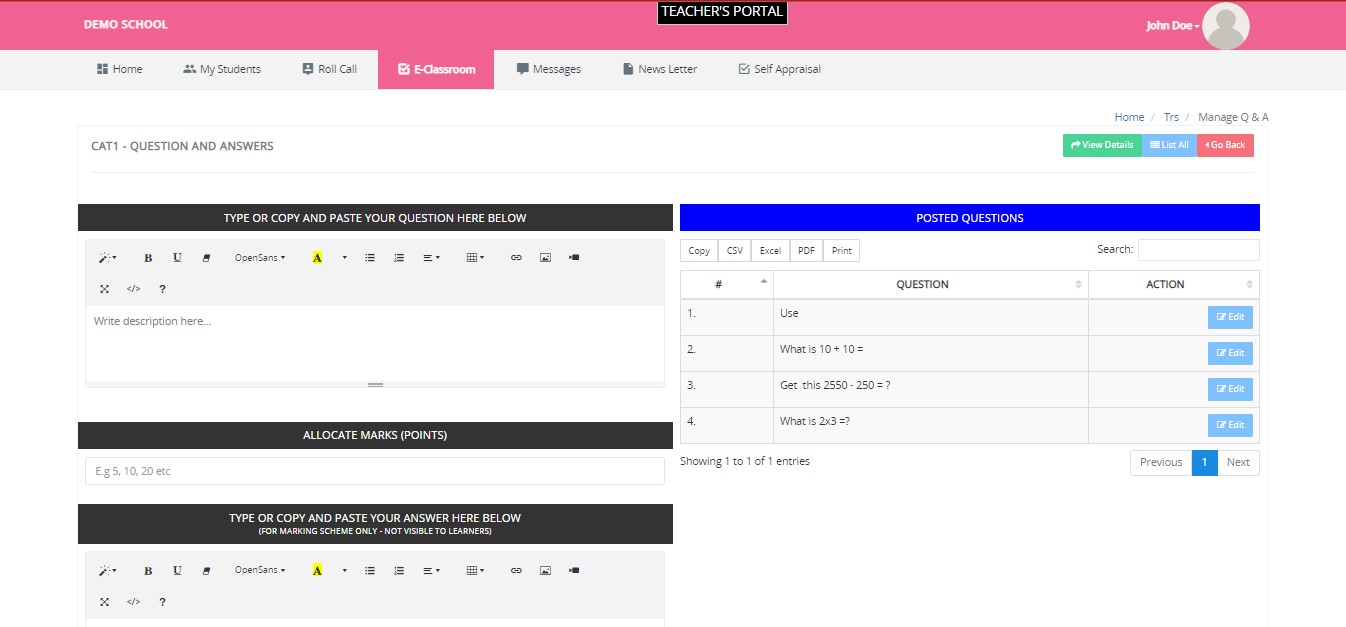 TEACHER'S PORTAL
DEMO SCHOOL
John Doe
Home My Students Roll Call E-Classroom Messages News Letter Self Appraisal
Home / Trs / Manage Q & A
CAT1 - QUESTION AND ANSWERS
View Details List All Go Back
TYPE OR COPY AND PASTE YOUR QUESTION HERE BELOW
B U OpenSans A
</> ?
Write description here...
ALLOCATE MARKS (POINTS)
E.g 5, 10, 20 etc
TYPE OR COPY AND PASTE YOUR ANSWER HERE BELOW
(FOR MARKING SCHEME ONLY - NOT VISIBLE TO LEARNERS)
B U OpenSans A
</> ?
POSTED QUESTIONS
Copy CSV Excel PDF Print Search:
# QUESTION ACTION
1. Use Edit
2. What is 10 + 10 = Edit
3. Get  this 2550 - 250 = ? Edit
4. What is 2x3 =? Edit
Showing 1 to 1 of 1 entries Previous 1 Next